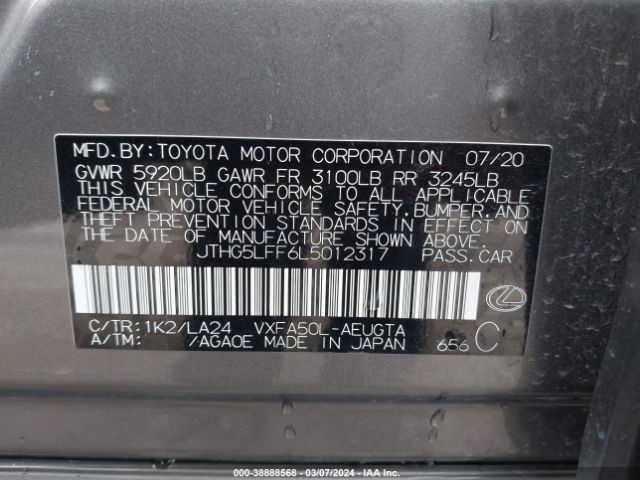 MFD.BY:TOYOTA MOTOR CORPORATION 07/20
GVWR 5920LB GAWR FR 3100LB RR 3245LB
THIS VEHICLE CONFORMS TO ALL APPLICABLE
FEDERAL MOTOR VEHICLE SAFETY,BUMPER,AND
THEFT PREVENTION STANDARDS IN EFFECT ON
THE DATE OF MANUFACTURE SHOWN ABOVE.
JTHG5LFF6L5012317 PASS.CAR
C/TR:1K2/LA24 VXFA50L-AEUGTA
A/TM: /AGA0E MADE IN JAPAN 656 C
000-38888568 — 03/07/2024 — IAA, Inc.